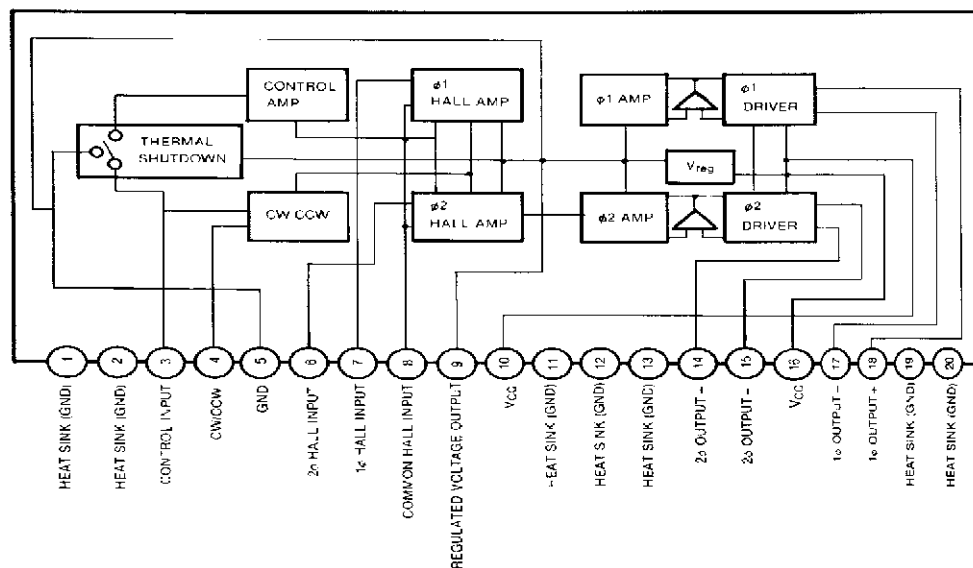 CONTROL
AMP
THERMAL
SHUTDOWN
CW CCW
ϕ1
HALL AMP
ϕ2
HALL AMP
ϕ1 AMP
ϕ2 AMP
Vreg
ϕ1
DRIVER
ϕ2
DRIVER
1
2
3
4
5
6
7
8
9
10
11
12
13
14
15
16
17
18
19
20
HEAT SINK (GND)
HEAT SINK (GND)
CONTROL INPUT
CW/CCW
GND
2ϕ HALL INPUT
1ϕ HALL INPUT
COMMON HALL INPUT
REGULATED VOLTAGE OUTPUT
VCC
HEAT SINK (GND)
HEAT SINK (GND)
HEAT SINK (GND)
2ϕ OUTPUT –
2ϕ OUTPUT –
VCC
1ϕ OUTPUT –
1ϕ OUTPUT +
HEAT SINK (GND)
HEAT SINK (GND)